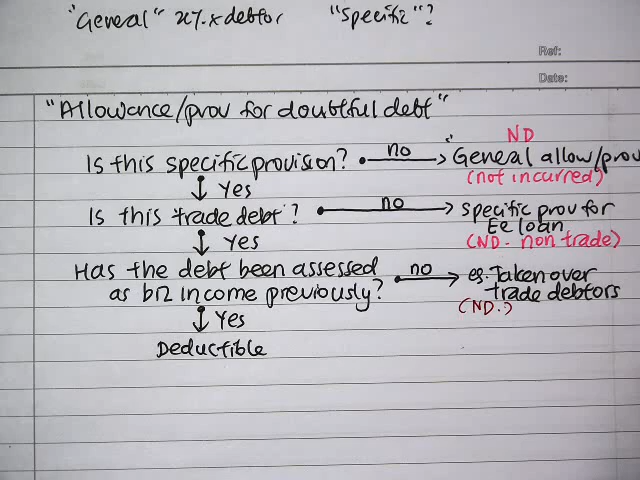 "General" x% x debtor "Specific"?
Ref:
Date:
"Allowance/prov for doubtful debt"
ND
Is this specific provision? no "General allow/prov
(not incurred)
Yes
Is this trade debt? no specific prov for
Ee loan
Yes (ND - non trade)
Has the debt been assessed no eg. Taken over
as biz income previously? trade debtors
Yes (ND.)
Deductible